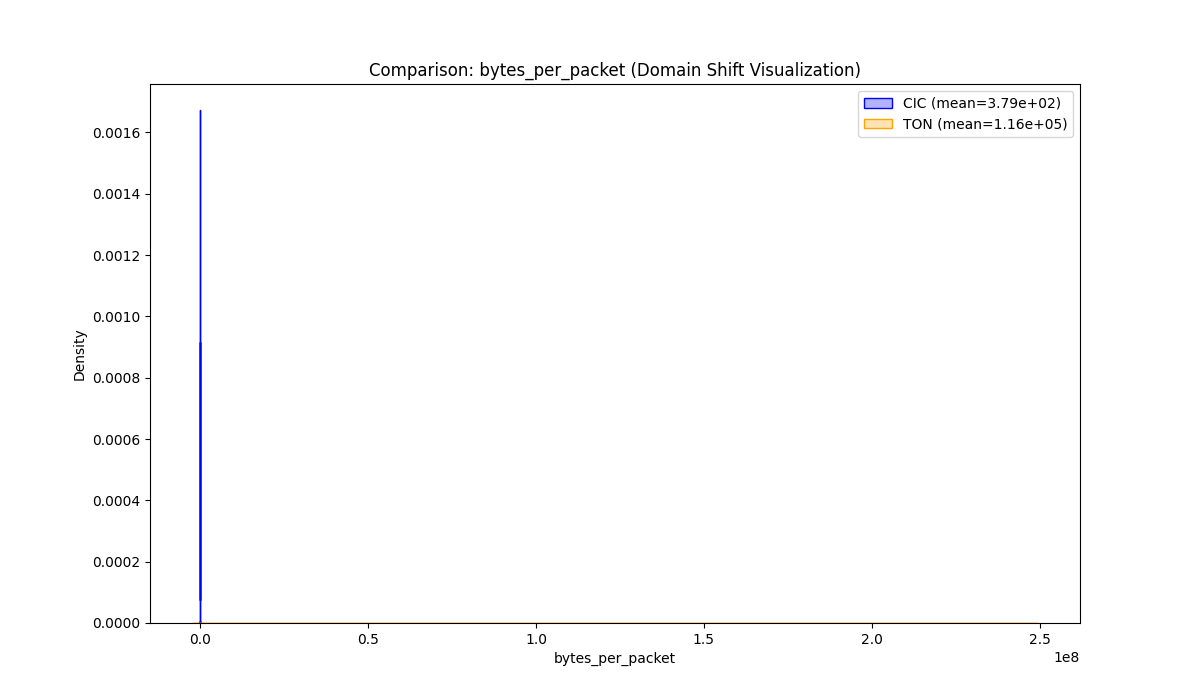 Comparison: bytes_per_packet (Domain Shift Visualization)
CIC (mean=3.79e+02)
TON (mean=1.16e+05)
Density
0.0016
0.0014
0.0012
0.0010
0.0008
0.0006
0.0004
0.0002
0.0000
0.0 0.5 1.0 1.5 2.0 2.5
1e8
bytes_per_packet